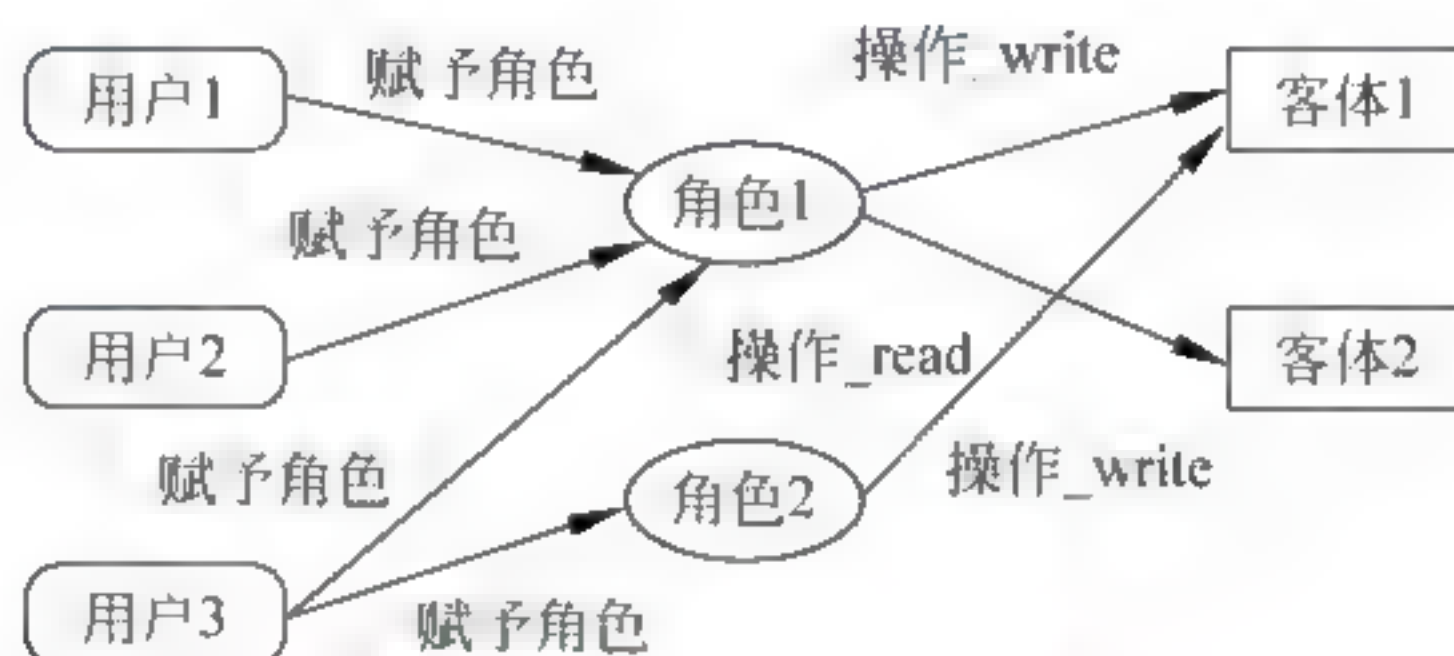 用户1
赋予角色
操作_write
客体1
角色1
赋予角色
用户2
操作_read
客体2
赋予角色
角色2
操作_write
用户3
赋予角色